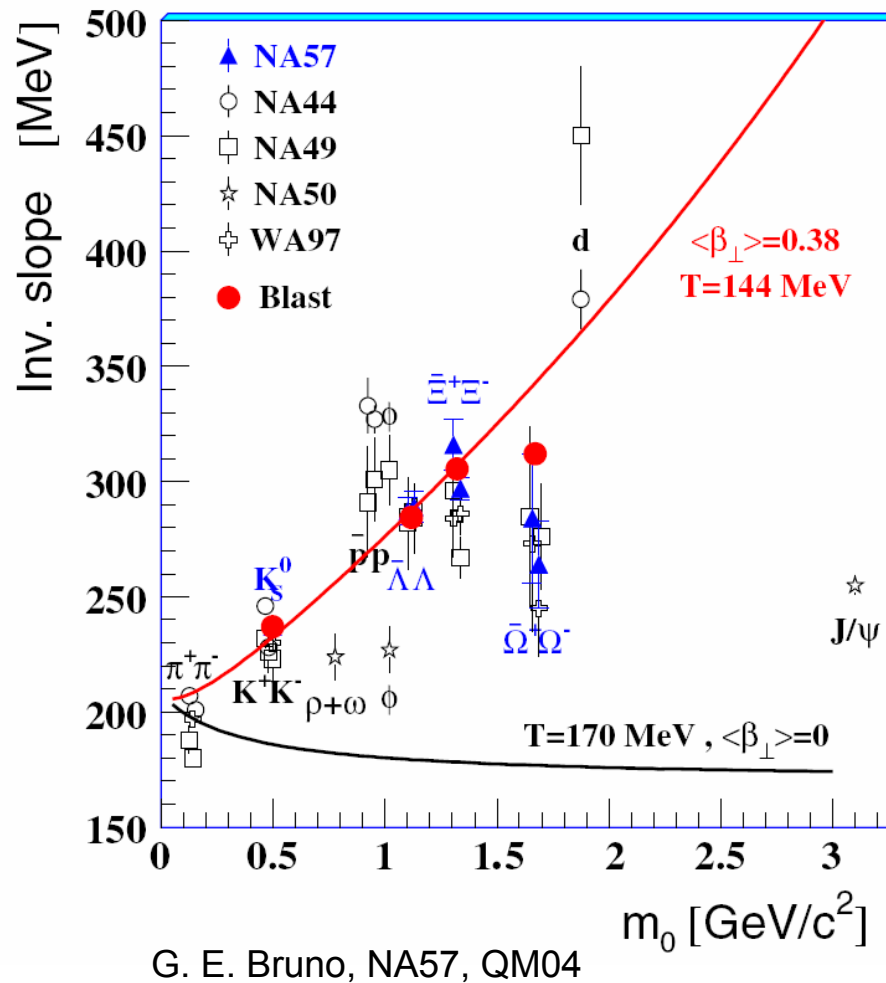 Inv. slope [MeV]
500
450
400
350
300
250
200
150
NA57
NA44
NA49
NA50
WA97
Blast
d
<β⊥>=0.38
T=144 MeV
Ξ̄⁺Ξ⁻
ϕ
p̄ p
Λ̄ Λ
K⁰S
π⁺π⁻
K⁺K⁻
ρ+ω
ϕ
Ω̄⁺Ω⁻
J/ψ
T=170 MeV , <β⊥>=0
0 0.5 1 1.5 2 2.5 3
m₀ [GeV/c²]
G. E. Bruno, NA57, QM04